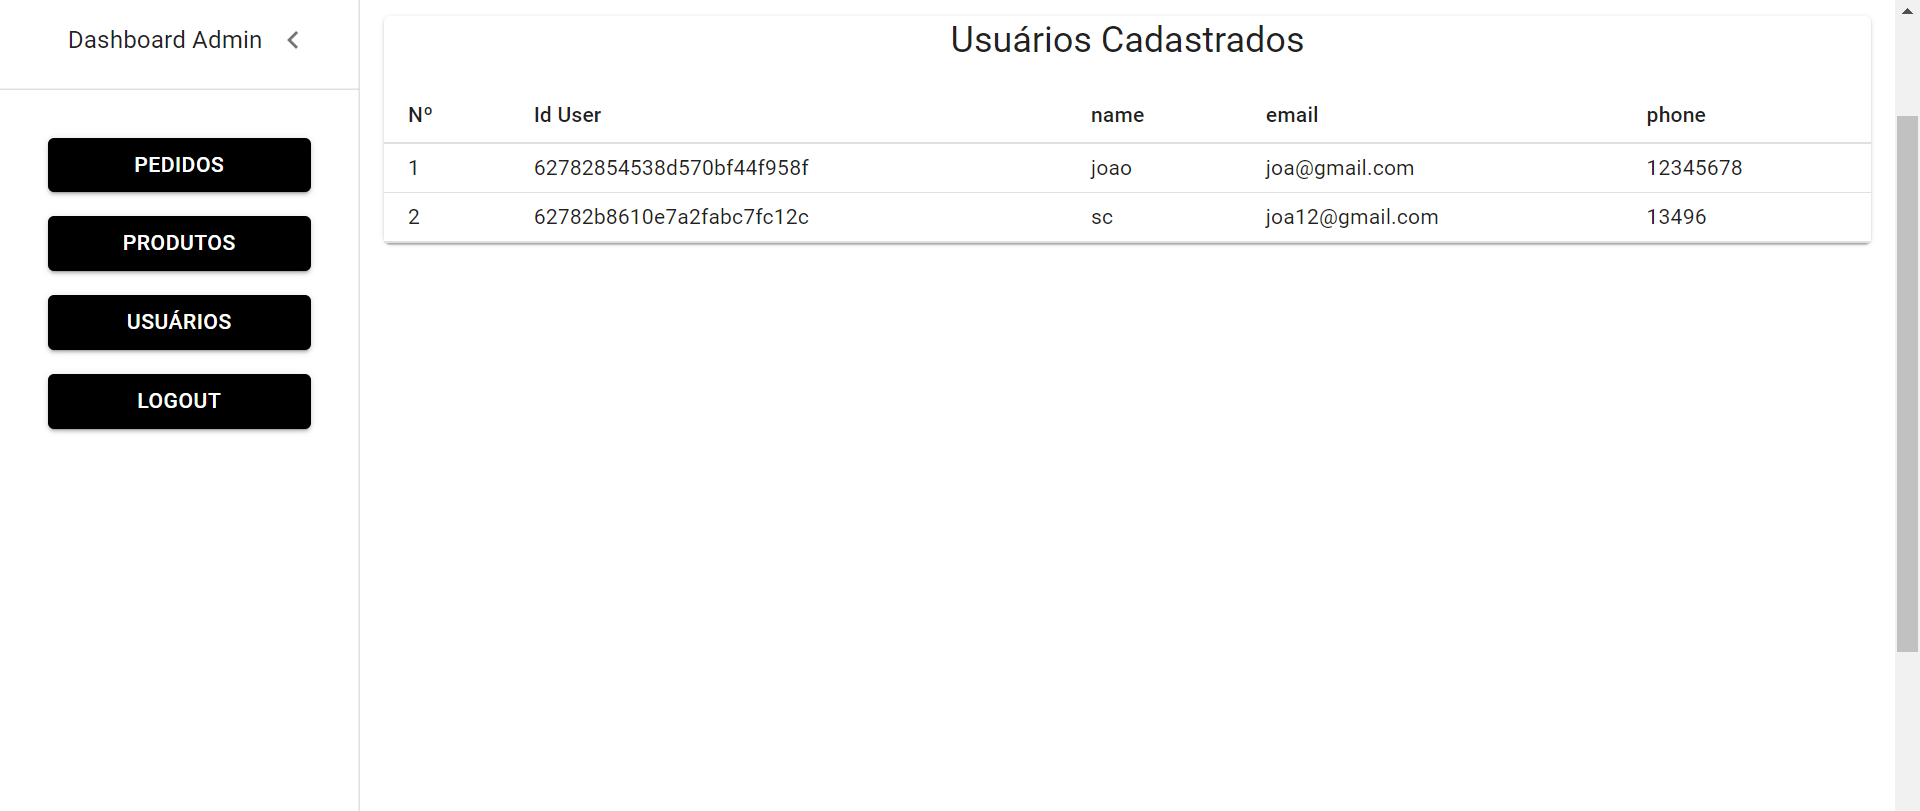 Dashboard Admin
PEDIDOS
PRODUTOS
USUÁRIOS
LOGOUT
Usuários Cadastrados
Nº Id User name email phone
1 62782854538d570bf44f958f joao joa@gmail.com 12345678
2 62782b8610e7a2fabc7fc12c sc joa12@gmail.com 13496